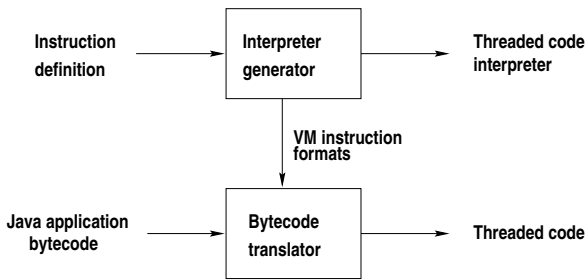 Instruction
definition
Interpreter
generator
Threaded code
interpreter
VM instruction
formats
Java application
bytecode
Bytecode
translator
Threaded code